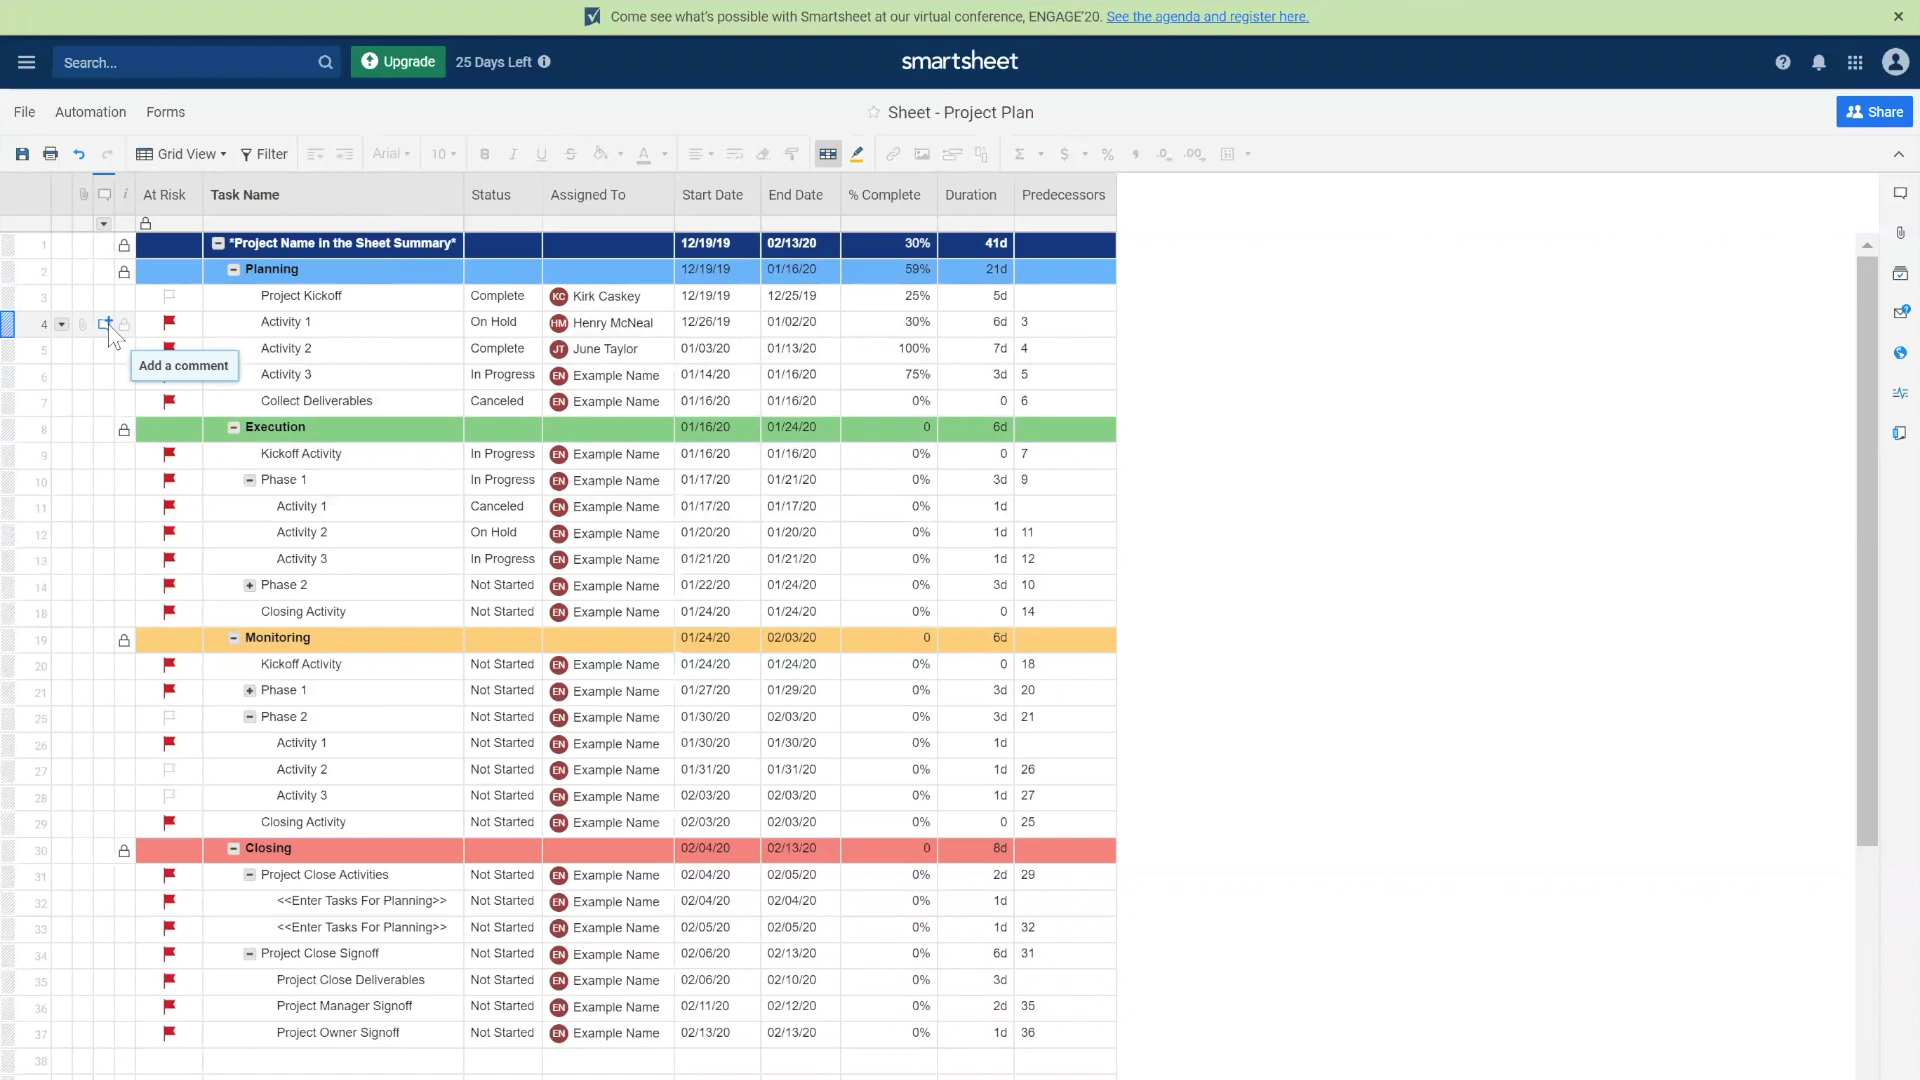 Come see what's possible with Smartsheet at our virtual conference, ENGAGE'20. See the agenda and register here.
Search... Upgrade 25 Days Left smartsheet
File Automation Forms Sheet - Project Plan Share
Grid View Filter Arial 10 B I U S A Σ $ % , .0 .00
i At Risk Task Name Status Assigned To Start Date End Date % Complete Duration Predecessors
1 *Project Name in the Sheet Summary* 12/19/19 02/13/20 30% 41d
2 Planning 12/19/19 01/16/20 59% 21d
3 Project Kickoff Complete KC Kirk Caskey 12/19/19 12/25/19 25% 5d
4 Activity 1 On Hold HM Henry McNeal 12/26/19 01/02/20 30% 6d 3
5 Activity 2 Complete JT June Taylor 01/03/20 01/13/20 100% 7d 4
Add a comment
6 Activity 3 In Progress EN Example Name 01/14/20 01/16/20 75% 3d 5
7 Collect Deliverables Canceled EN Example Name 01/16/20 01/16/20 0% 0 6
8 Execution 01/16/20 01/24/20 0 6d
9 Kickoff Activity In Progress EN Example Name 01/16/20 01/16/20 0% 0 7
10 Phase 1 In Progress EN Example Name 01/17/20 01/21/20 0% 3d 9
11 Activity 1 Canceled EN Example Name 01/17/20 01/17/20 0% 1d
12 Activity 2 On Hold EN Example Name 01/20/20 01/20/20 0% 1d 11
13 Activity 3 In Progress EN Example Name 01/21/20 01/21/20 0% 1d 12
14 Phase 2 Not Started EN Example Name 01/22/20 01/24/20 0% 3d 10
18 Closing Activity Not Started EN Example Name 01/24/20 01/24/20 0% 0 14
19 Monitoring 01/24/20 02/03/20 0 6d
20 Kickoff Activity Not Started EN Example Name 01/24/20 01/24/20 0% 0 18
21 Phase 1 Not Started EN Example Name 01/27/20 01/29/20 0% 3d 20
25 Phase 2 Not Started EN Example Name 01/30/20 02/03/20 0% 3d 21
26 Activity 1 Not Started EN Example Name 01/30/20 01/30/20 0% 1d
27 Activity 2 Not Started EN Example Name 01/31/20 01/31/20 0% 1d 26
28 Activity 3 Not Started EN Example Name 02/03/20 02/03/20 0% 1d 27
29 Closing Activity Not Started EN Example Name 02/03/20 02/03/20 0% 0 25
30 Closing 02/04/20 02/13/20 0 8d
31 Project Close Activities Not Started EN Example Name 02/04/20 02/05/20 0% 2d 29
32 <<Enter Tasks For Planning>> Not Started EN Example Name 02/04/20 02/04/20 0% 1d
33 <<Enter Tasks For Planning>> Not Started EN Example Name 02/05/20 02/05/20 0% 1d 32
34 Project Close Signoff Not Started EN Example Name 02/06/20 02/13/20 0% 6d 31
35 Project Close Deliverables Not Started EN Example Name 02/06/20 02/10/20 0% 3d
36 Project Manager Signoff Not Started EN Example Name 02/11/20 02/12/20 0% 2d 35
37 Project Owner Signoff Not Started EN Example Name 02/13/20 02/13/20 0% 1d 36
38